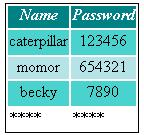 Name Password
caterpillar 123456
momor 654321
becky 7890
**** ****